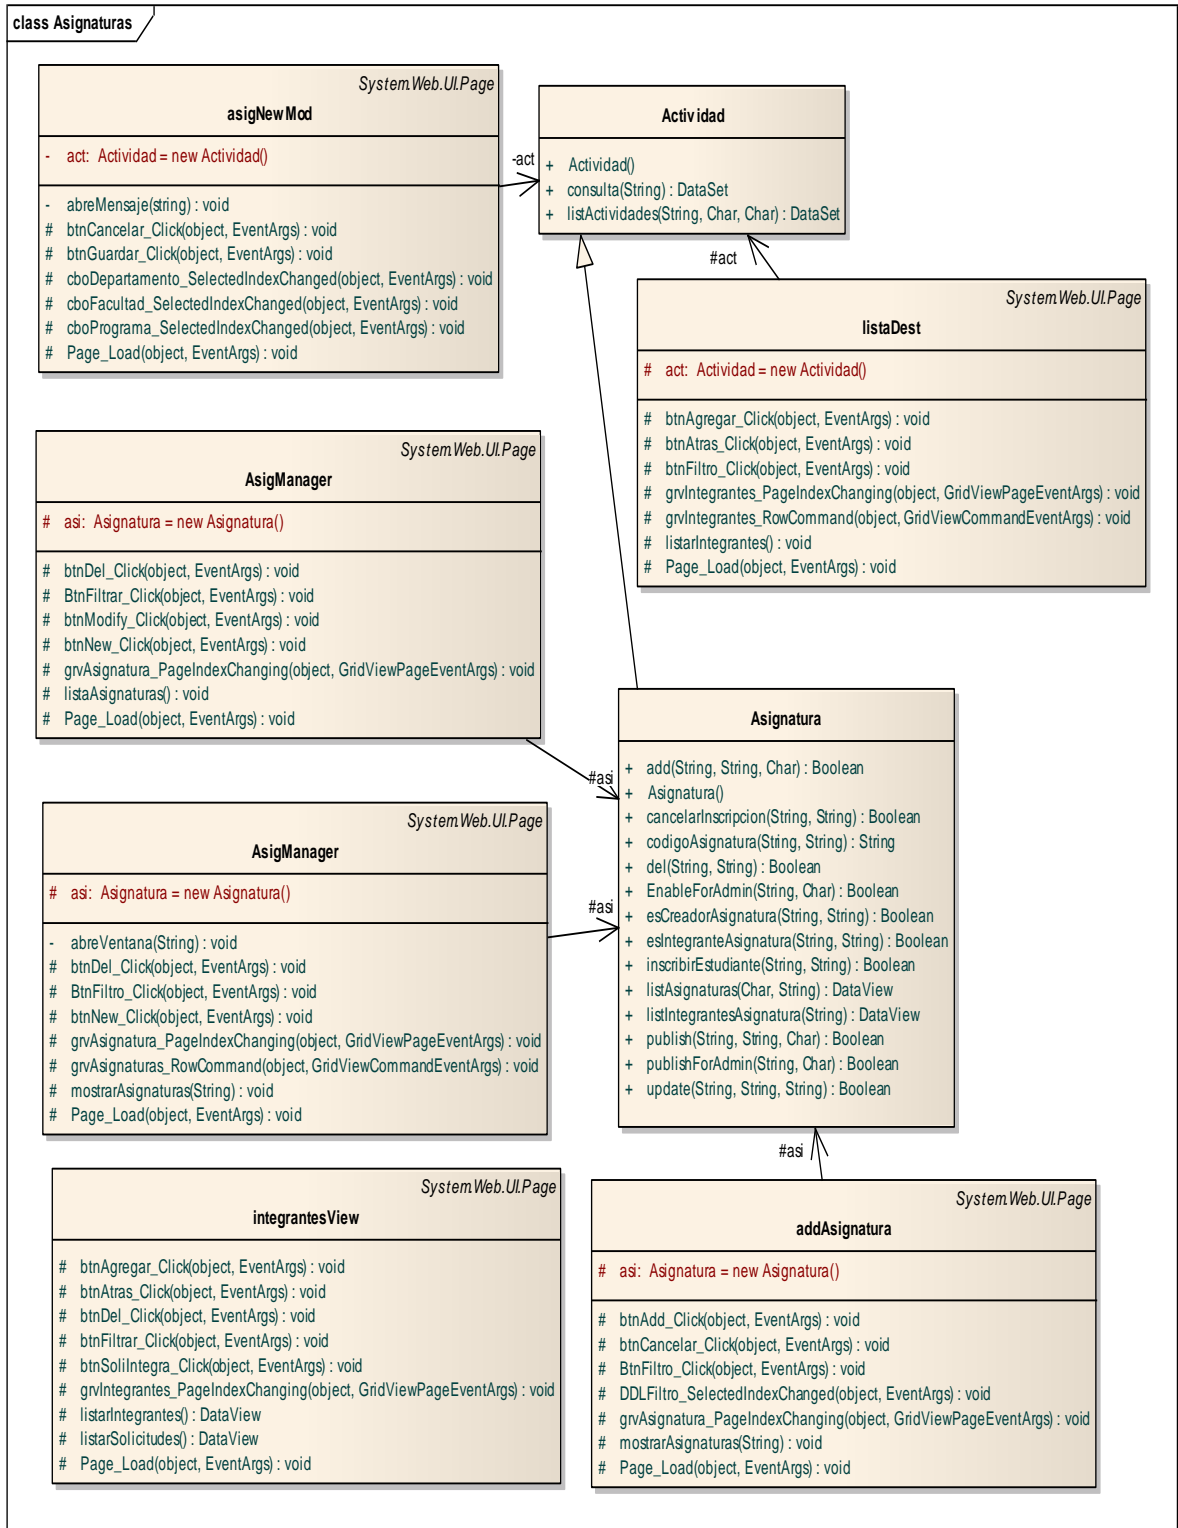 class Asignaturas
System.Web.UI.Page
asigNewMod
- act: Actividad = new Actividad()
- abreMensaje(string) : void
# btnCancelar_Click(object, EventArgs) : void
# btnGuardar_Click(object, EventArgs) : void
# cboDepartamento_SelectedIndexChanged(object, EventArgs) : void
# cboFacultad_SelectedIndexChanged(object, EventArgs) : void
# cboPrograma_SelectedIndexChanged(object, EventArgs) : void
# Page_Load(object, EventArgs) : void
-act
Actividad
+ Actividad()
+ consulta(String) : DataSet
+ listActividades(String, Char, Char) : DataSet
#act
System.Web.UI.Page
listaDest
# act: Actividad = new Actividad()
# btnAgregar_Click(object, EventArgs) : void
# btnAtras_Click(object, EventArgs) : void
# btnFiltro_Click(object, EventArgs) : void
# grvIntegrantes_PageIndexChanging(object, GridViewPageEventArgs) : void
# grvIntegrantes_RowCommand(object, GridViewCommandEventArgs) : void
# listarIntegrantes() : void
# Page_Load(object, EventArgs) : void
System.Web.UI.Page
AsigManager
# asi: Asignatura = new Asignatura()
# btnDel_Click(object, EventArgs) : void
# BtnFiltrar_Click(object, EventArgs) : void
# btnModify_Click(object, EventArgs) : void
# btnNew_Click(object, EventArgs) : void
# grvAsignatura_PageIndexChanging(object, GridViewPageEventArgs) : void
# listaAsignaturas() : void
# Page_Load(object, EventArgs) : void
#asi
Asignatura
+ add(String, String, Char) : Boolean
+ Asignatura()
+ cancelarInscripcion(String, String) : Boolean
+ codigoAsignatura(String, String) : String
+ del(String, String) : Boolean
+ EnableForAdmin(String, Char) : Boolean
+ esCreadorAsignatura(String, String) : Boolean
+ esIntegranteAsignatura(String, String) : Boolean
+ inscribirEstudiante(String, String) : Boolean
+ listAsignaturas(Char, String) : DataView
+ listIntegrantesAsignatura(String) : DataView
+ publish(String, String, Char) : Boolean
+ publishForAdmin(String, Char) : Boolean
+ update(String, String, String) : Boolean
System.Web.UI.Page
AsigManager
# asi: Asignatura = new Asignatura()
- abreVentana(String) : void
# btnDel_Click(object, EventArgs) : void
# BtnFiltro_Click(object, EventArgs) : void
# btnNew_Click(object, EventArgs) : void
# grvAsignatura_PageIndexChanging(object, GridViewPageEventArgs) : void
# grvAsignaturas_RowCommand(object, GridViewCommandEventArgs) : void
# mostrarAsignaturas(String) : void
# Page_Load(object, EventArgs) : void
#asi
#asi
System.Web.UI.Page
integrantesView
# btnAgregar_Click(object, EventArgs) : void
# btnAtras_Click(object, EventArgs) : void
# btnDel_Click(object, EventArgs) : void
# btnFiltrar_Click(object, EventArgs) : void
# btnSoliIntegra_Click(object, EventArgs) : void
# grvIntegrantes_PageIndexChanging(object, GridViewPageEventArgs) : void
# listarIntegrantes() : DataView
# listarSolicitudes() : DataView
# Page_Load(object, EventArgs) : void
System.Web.UI.Page
addAsignatura
# asi: Asignatura = new Asignatura()
# btnAdd_Click(object, EventArgs) : void
# btnCancelar_Click(object, EventArgs) : void
# BtnFiltro_Click(object, EventArgs) : void
# DDLFiltro_SelectedIndexChanged(object, EventArgs) : void
# grvAsignatura_PageIndexChanging(object, GridViewPageEventArgs) : void
# mostrarAsignaturas(String) : void
# Page_Load(object, EventArgs) : void